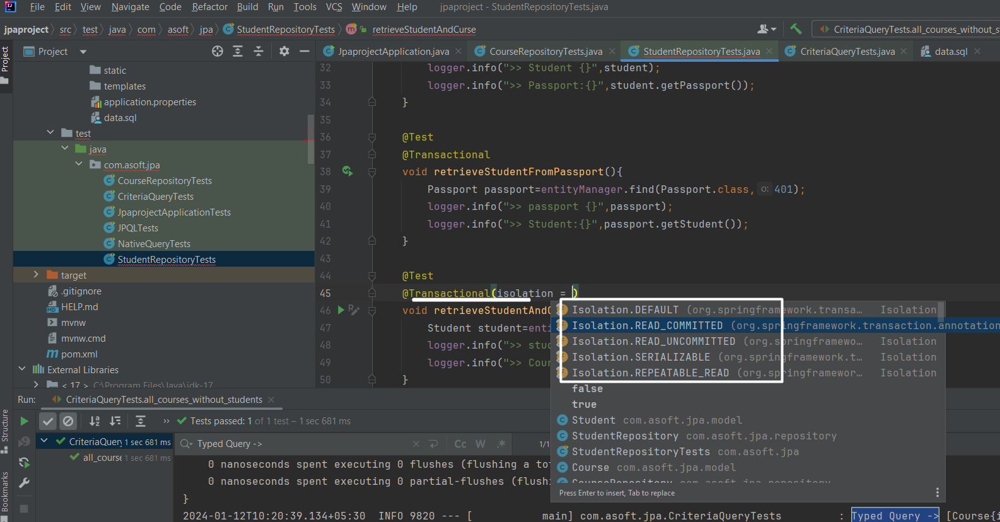 File Edit View Navigate Code Refactor Build Run Tools VCS Window Help jpaproject - StudentRepositoryTests.java
jpaproject src test java com asoft jpa StudentRepositoryTests retrieveStudentAndCurse CriteriaQueryTests.all_courses_without_s
Project
Project
JpaprojectApplication.java CourseRepositoryTests.java StudentRepositoryTests.java CriteriaQueryTests.java data.sql
static
templates
application.properties
data.sql
test
java
com.asoft.jpa
CourseRepositoryTests
CriteriaQueryTests
JpaprojectApplicationTests
JPQLTests
NativeQueryTests
StudentRepositoryTests
target
.gitignore
HELP.md
mvnw
mvnw.cmd
pom.xml
External Libraries
< 17 > C:\Program Files\Java\jdk-17
32 logger.info(">> Student {}",student);
33 logger.info(">> Passport:{}",student.getPassport());
34 }
35
36 @Test
37 @Transactional
38 void retrieveStudentFromPassport(){
39 Passport passport=entityManager.find(Passport.class, o: 401);
40 logger.info(">> passport {}",passport);
41 logger.info(">> Student:{}",passport.getStudent());
42 }
43
44 @Test
45 @Transactional(isolation = )
46 void retrieveStudentAndC
47 Student student=enti
48 logger.info(">> stud
49 logger.info(">> Cour
50 }
Isolation.DEFAULT (org.springframework.transa... Isolation
Isolation.READ_COMMITTED (org.springframework.transaction.annotation
Isolation.READ_UNCOMMITTED (org.springframewo... Isolation
Isolation.SERIALIZABLE (org.springframework.t... Isolation
Isolation.REPEATABLE_READ (org.springframewor... Isolation
false
true
Student com.asoft.jpa.model
StudentRepository com.asoft.jpa.repository
StudentRepositoryTests com.asoft.jpa
Course com.asoft.jpa.model
CourseRepository com.asoft.jpa.repository
Press Enter to insert, Tab to replace
Run: CriteriaQueryTests.all_courses_without_students
Tests passed: 1 of 1 test – 1 sec 681 ms
CriteriaQuery 1 sec 681 ms
all_course 1 sec 681 ms
Typed Query ->
Cc W .* 1/1
0 nanoseconds spent executing 0 flushes (flushing a to
0 nanoseconds spent executing 0 partial-flushes (flushi
}
2024-01-12T10:20:39.134+05:30 INFO 9820 --- [ main] com.asoft.jpa.CriteriaQueryTests : Typed Query -> [Course{i
Structure
Bookmarks